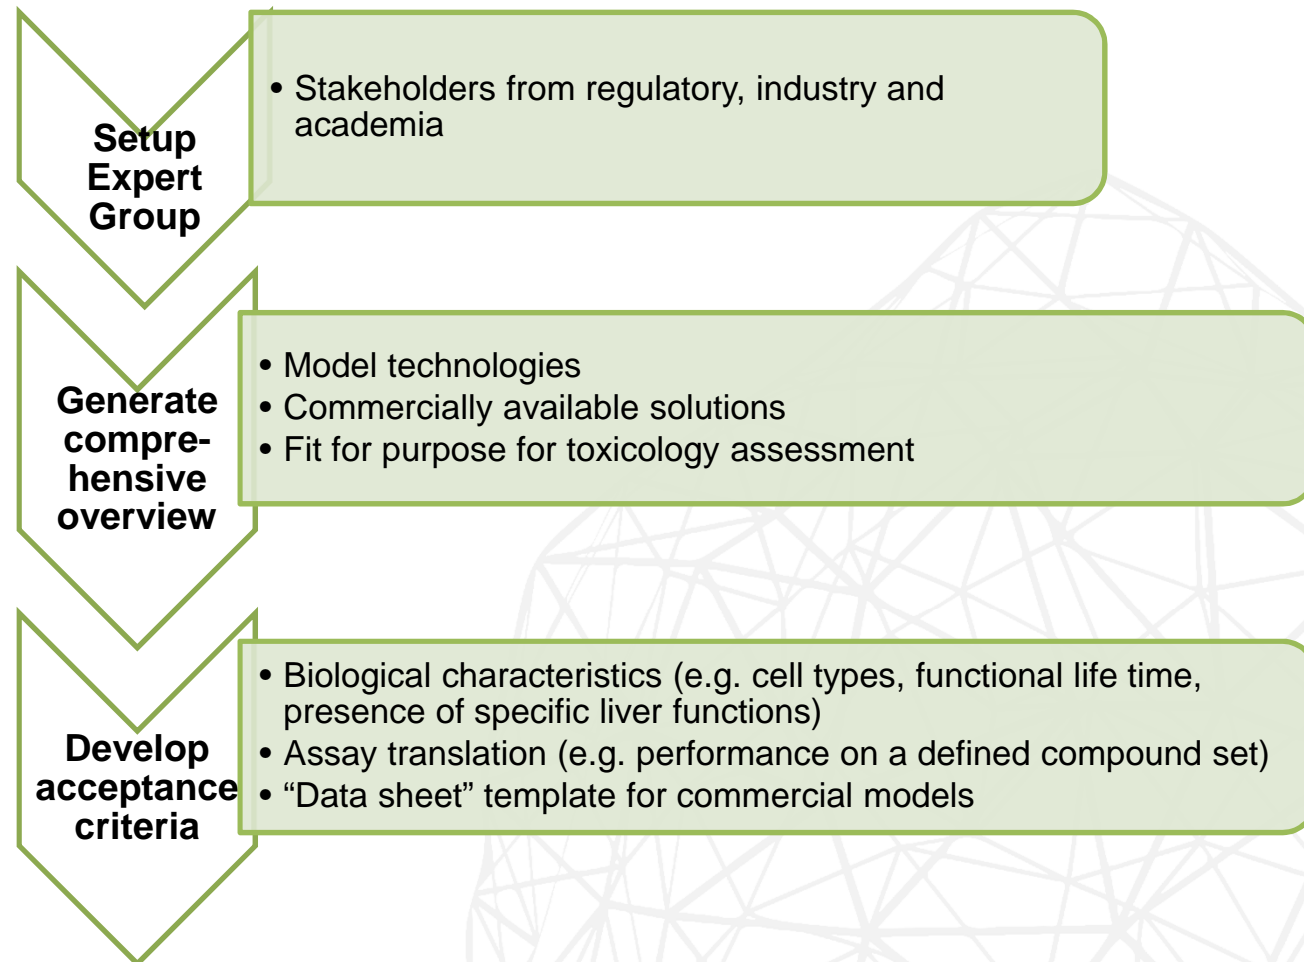 Setup
Expert
Group
• Stakeholders from regulatory, industry and
academia
Generate
compre-
hensive
overview
• Model technologies
• Commercially available solutions
• Fit for purpose for toxicology assessment
Develop
acceptance
criteria
• Biological characteristics (e.g. cell types, functional life time,
presence of specific liver functions)
• Assay translation (e.g. performance on a defined compound set)
• “Data sheet” template for commercial models